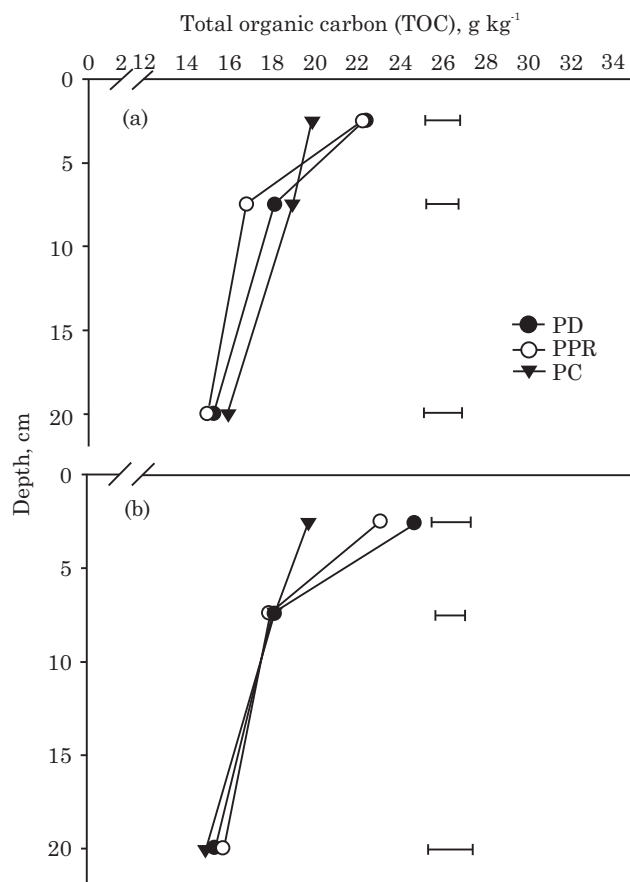 Total organic carbon (TOC), g kg⁻¹
0 2 12 14 16 18 20 22 24 26 28 30 32 34
0
(a)
5
10
15
PD
PPR
PC
20
Depth, cm
0
(b)
5
10
15
20